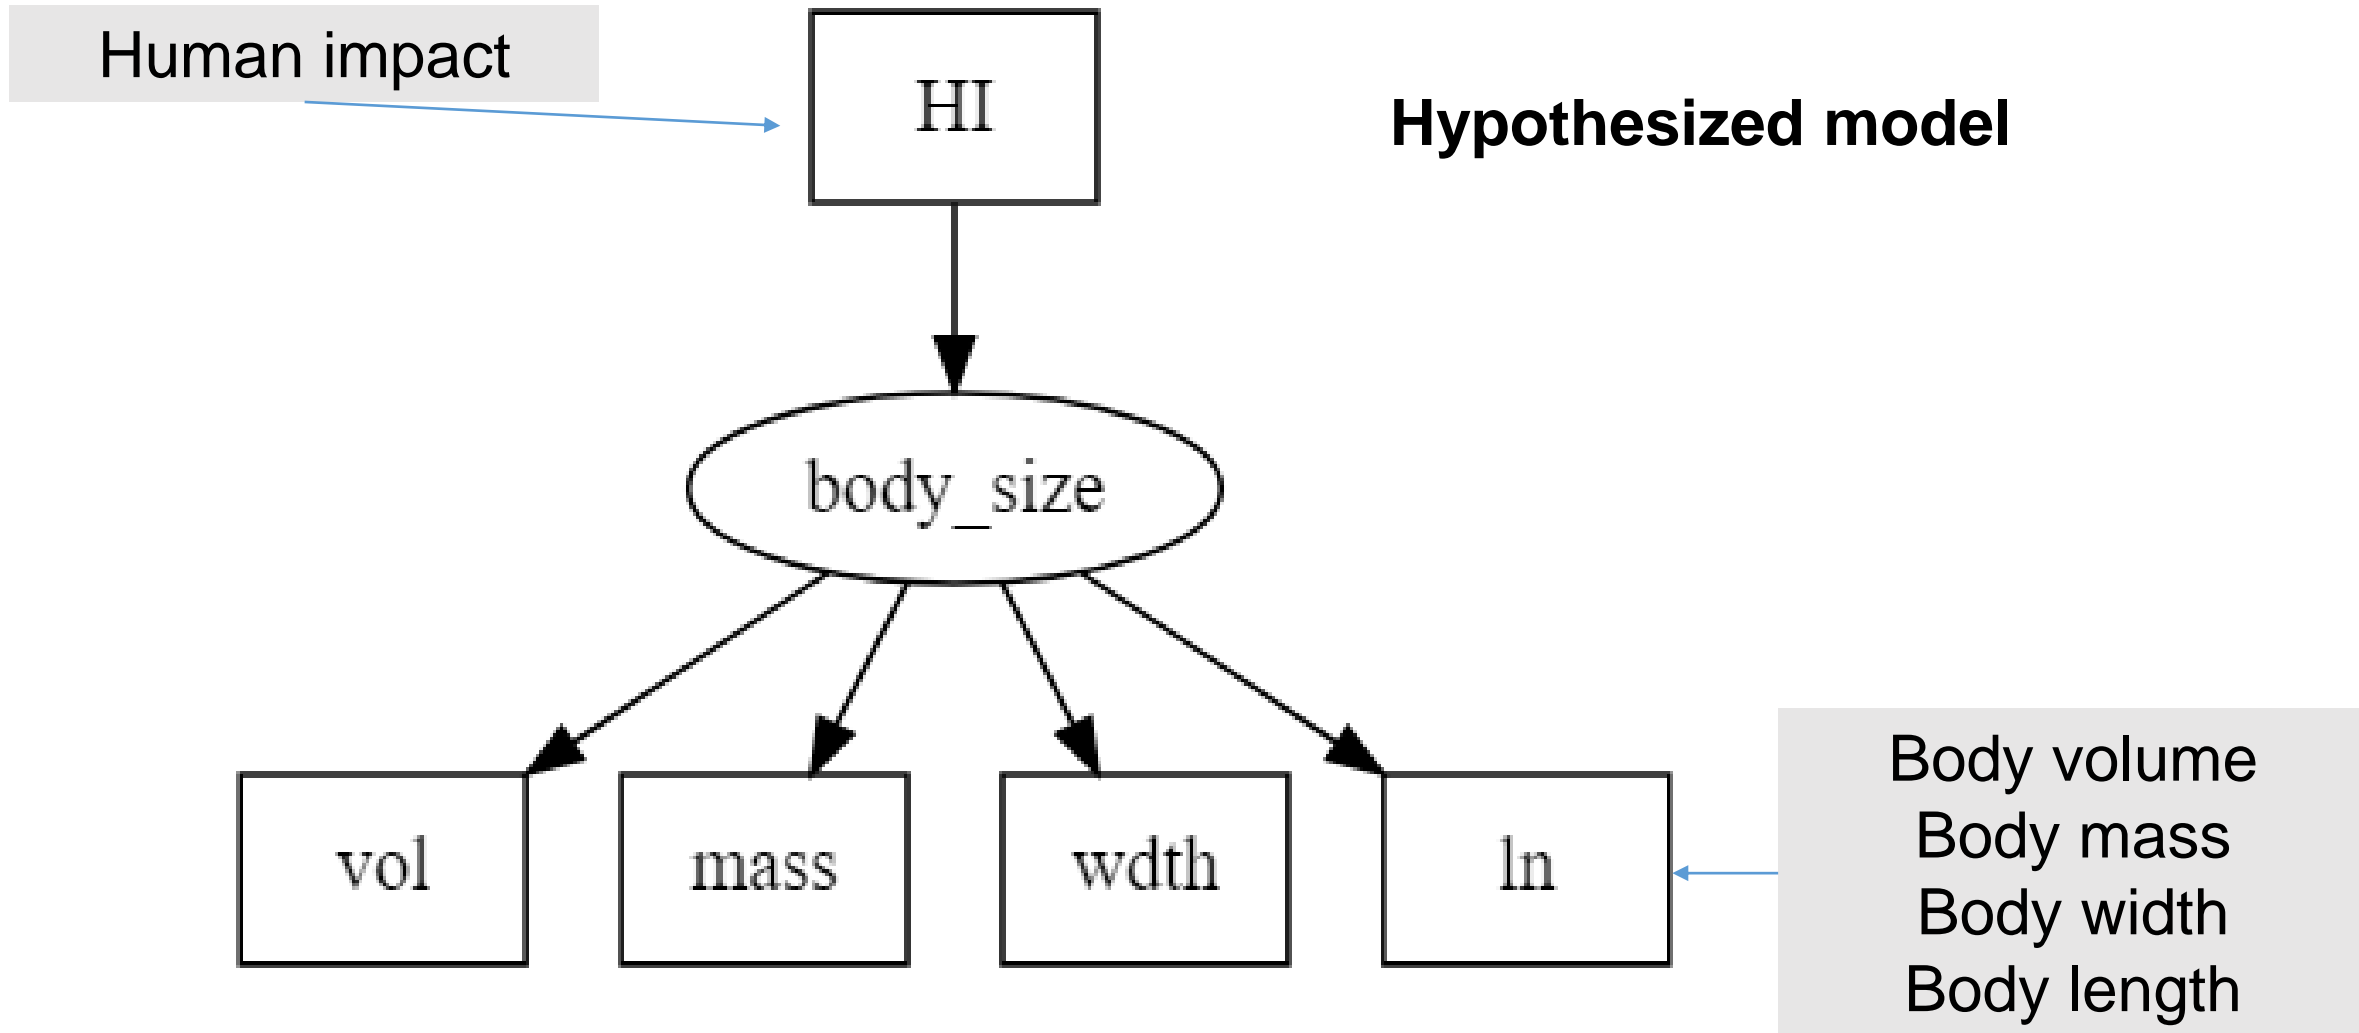 Human impact
HI
Hypothesized model
body_size
vol
mass
wdth
ln
Body volume
Body mass
Body width
Body length